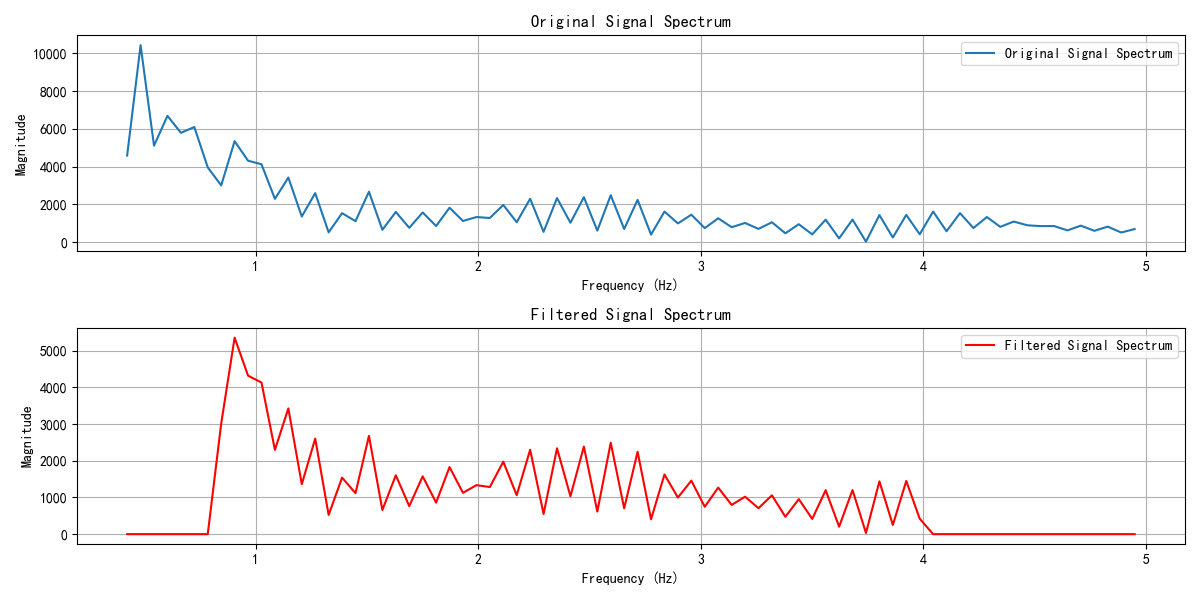 Original Signal Spectrum
Original Signal Spectrum
10000
8000
6000
4000
2000
0
Magnitude
1 2 3 4 5
Frequency (Hz)
Filtered Signal Spectrum
Filtered Signal Spectrum
5000
4000
3000
2000
1000
0
Magnitude
1 2 3 4 5
Frequency (Hz)